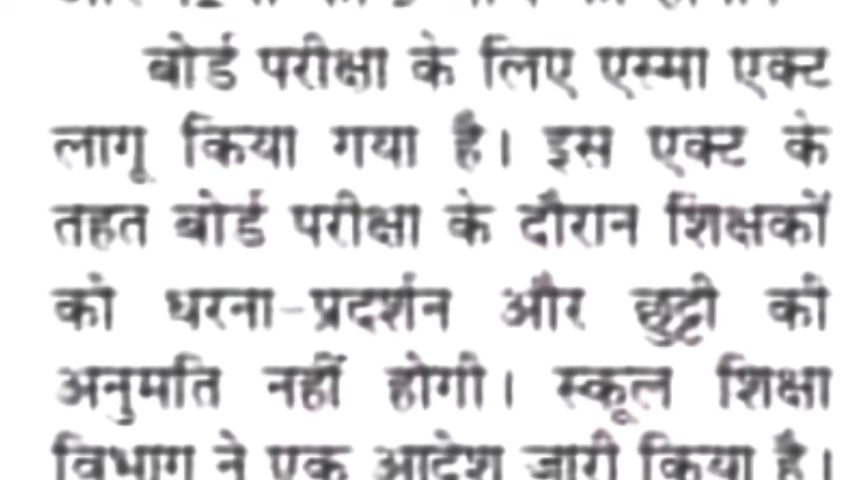 बोर्ड परीक्षा के लिए एस्मा एक्ट
लागू किया गया है। इस एक्ट के
तहत बोर्ड परीक्षा के दौरान शिक्षकों
को धरना-प्रदर्शन और छुट्टी की
अनुमति नहीं होगी। स्कूल शिक्षा
विभाग ने एक आदेश जारी किया है।